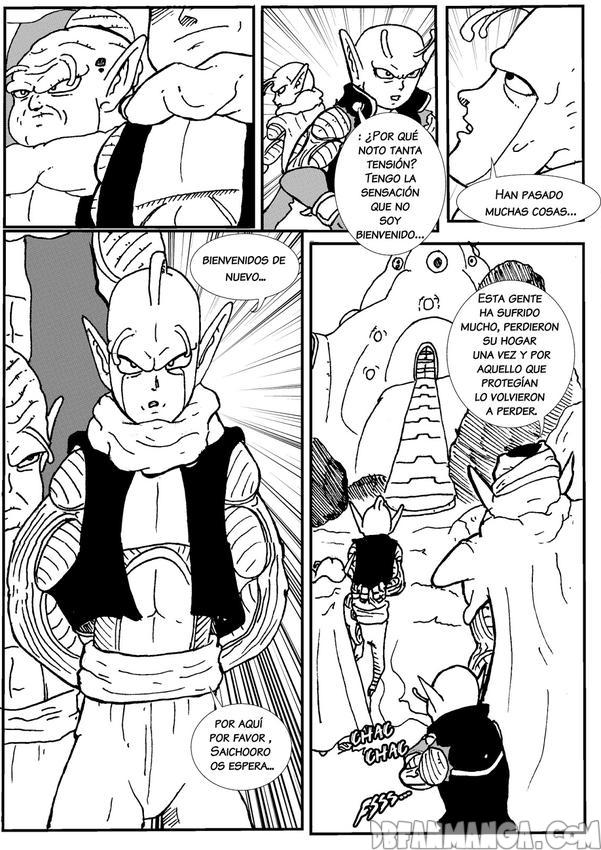 : ¿POR QUÉ
NOTO TANTA
TENSIÓN?
TENGO LA
SENSACIÓN
QUE NO
SOY
BIENVENIDO...
HAN PASADO
MUCHAS COSAS...
BIENVENIDOS DE
NUEVO...
POR AQUÍ
POR FAVOR ,
SAICHOORO
OS ESPERA...
ESTA GENTE
HA SUFRIDO
MUCHO, PERDIERON
SU HOGAR
UNA VEZ Y POR
AQUELLO QUE
PROTEGÍAN
LO VOLVIERON
A PERDER.
CHAC
CHAC
FSSS...
DBFANMANGA.COM